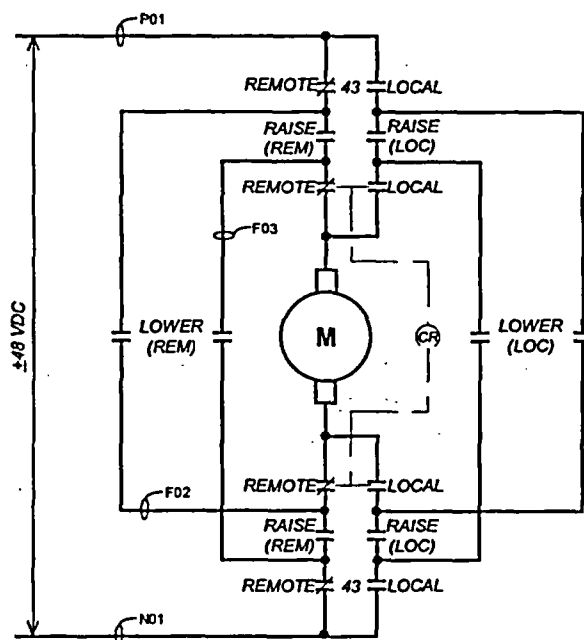 P01
REMOTE 43 LOCAL
RAISE (REM)
RAISE (LOC)
REMOTE LOCAL
F03
±48 VDC
LOWER (REM)
M
CR
LOWER (LOC)
REMOTE LOCAL
F02
RAISE (REM)
RAISE (LOC)
REMOTE 43 LOCAL
N01